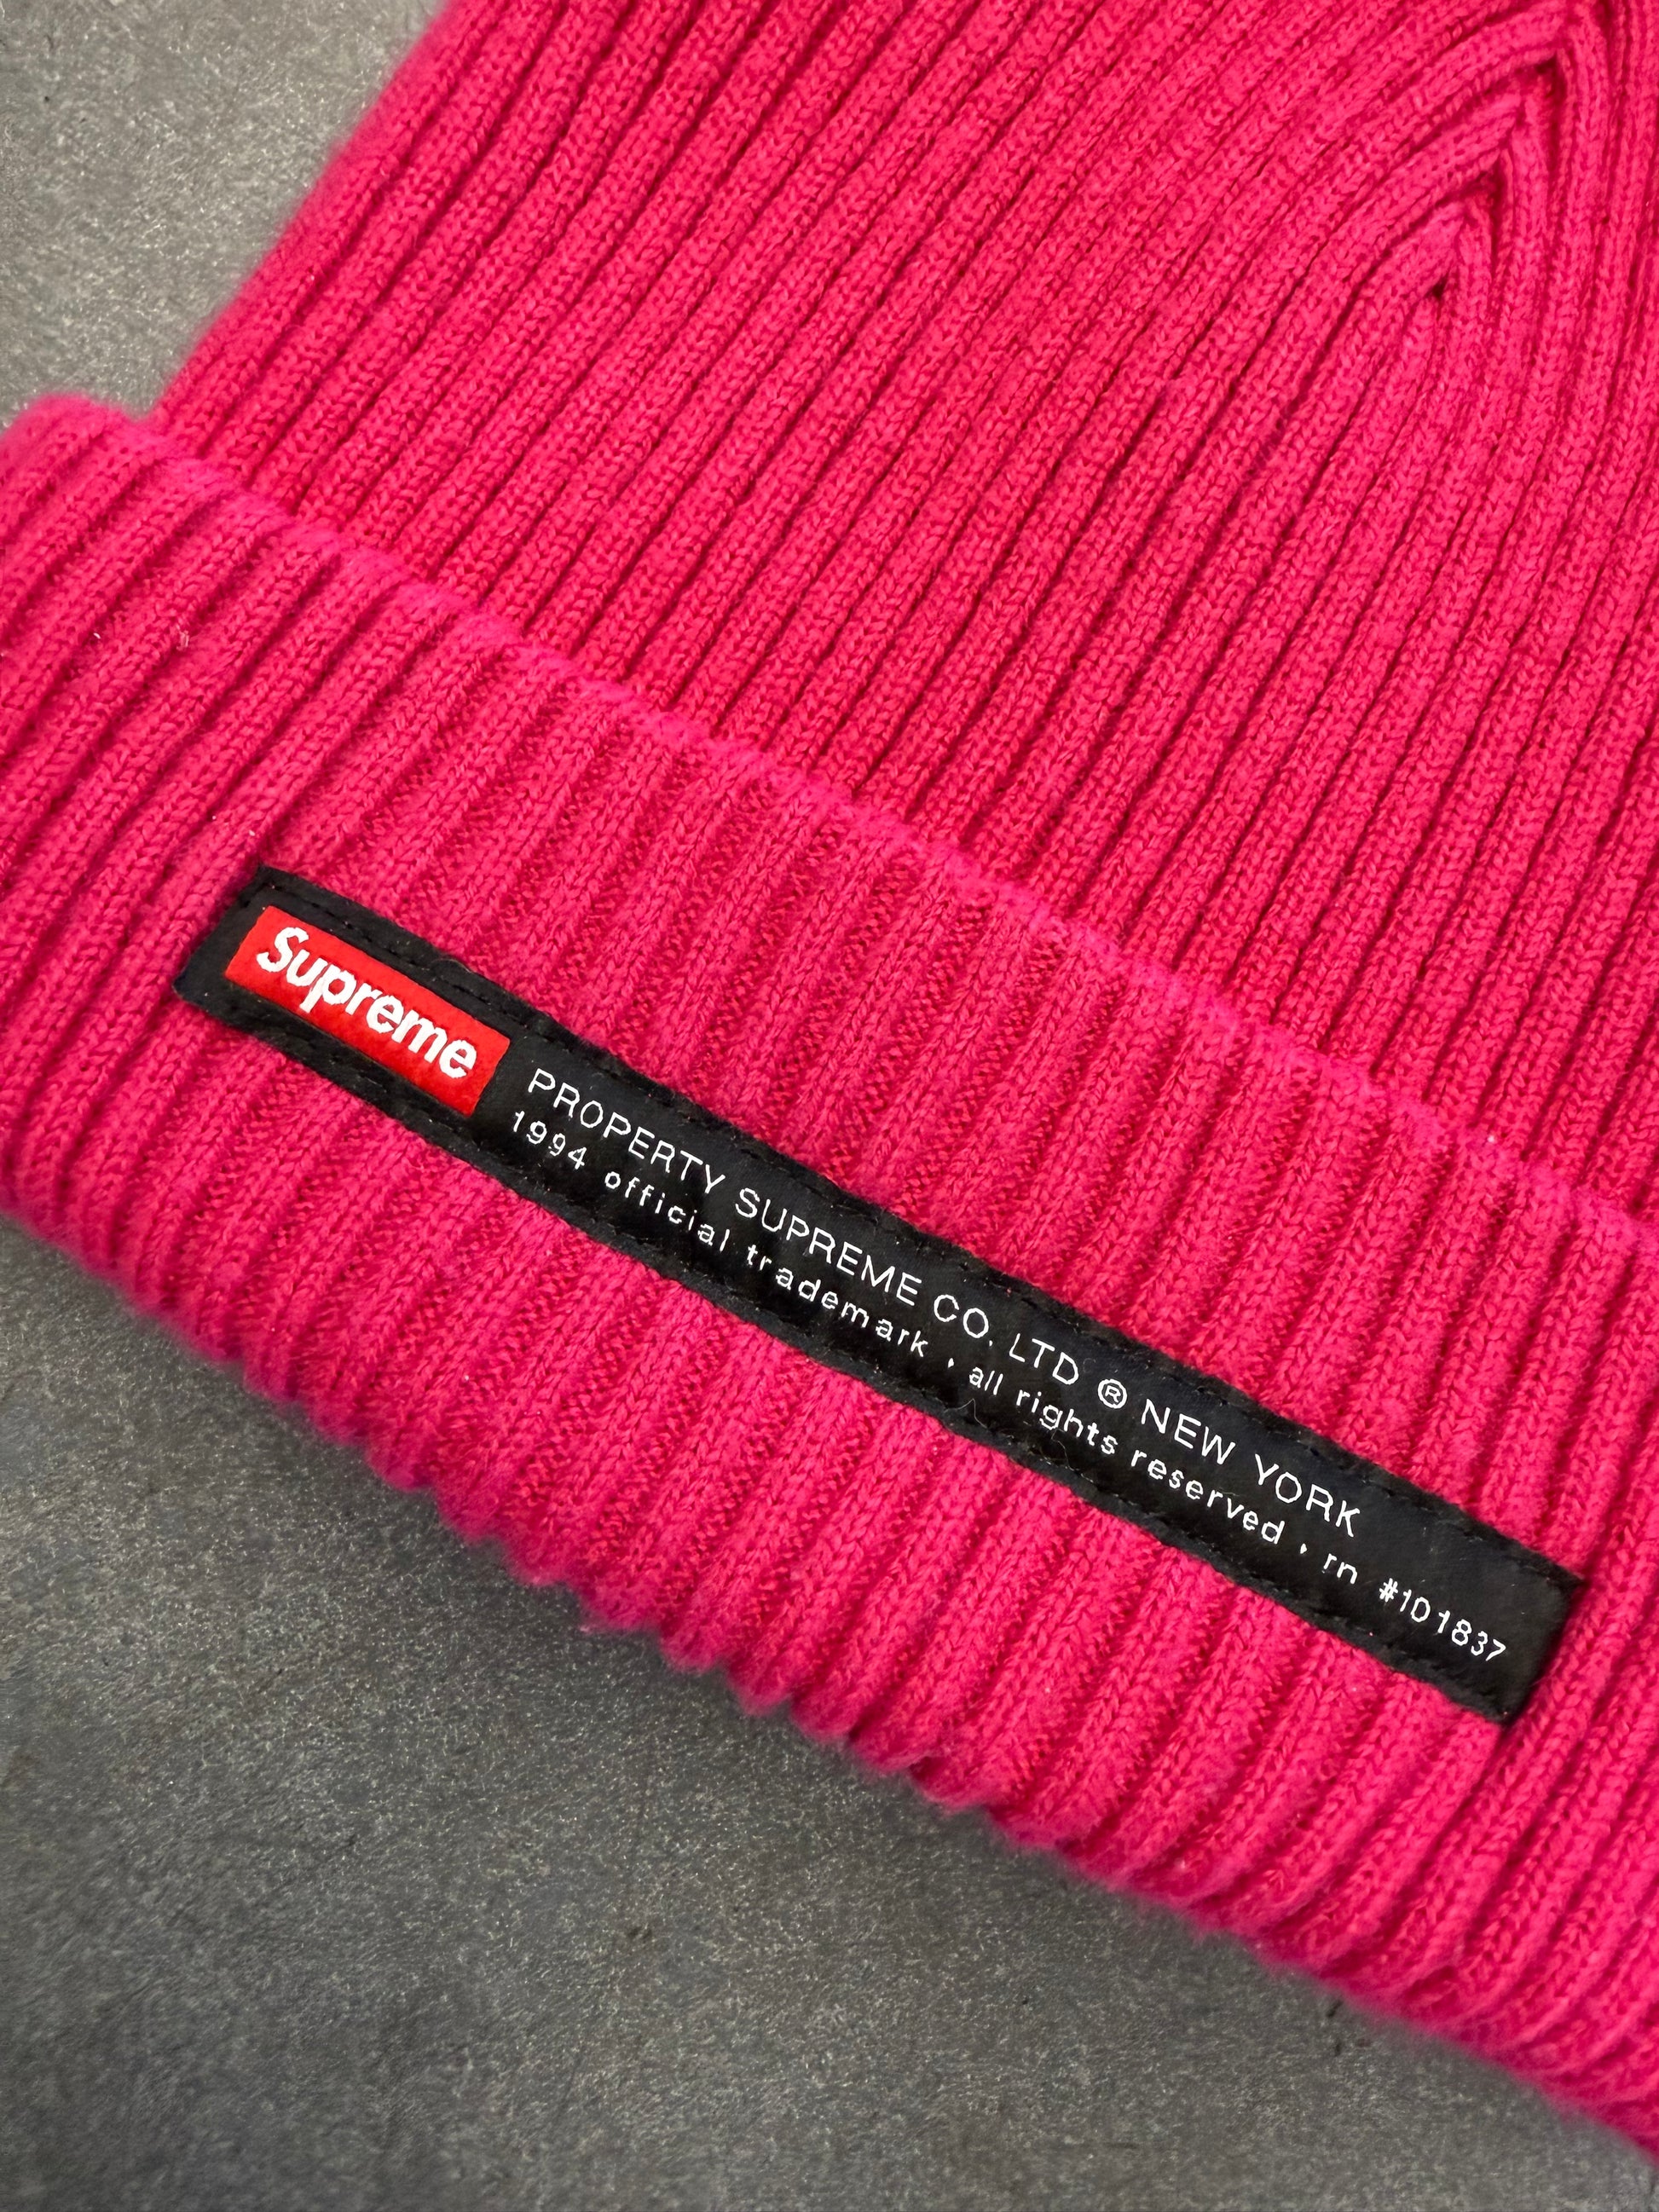 Supreme
PROPERTY SUPREME CO. LTD ® NEW YORK
1994 official trademark • all rights reserved • rn #101837